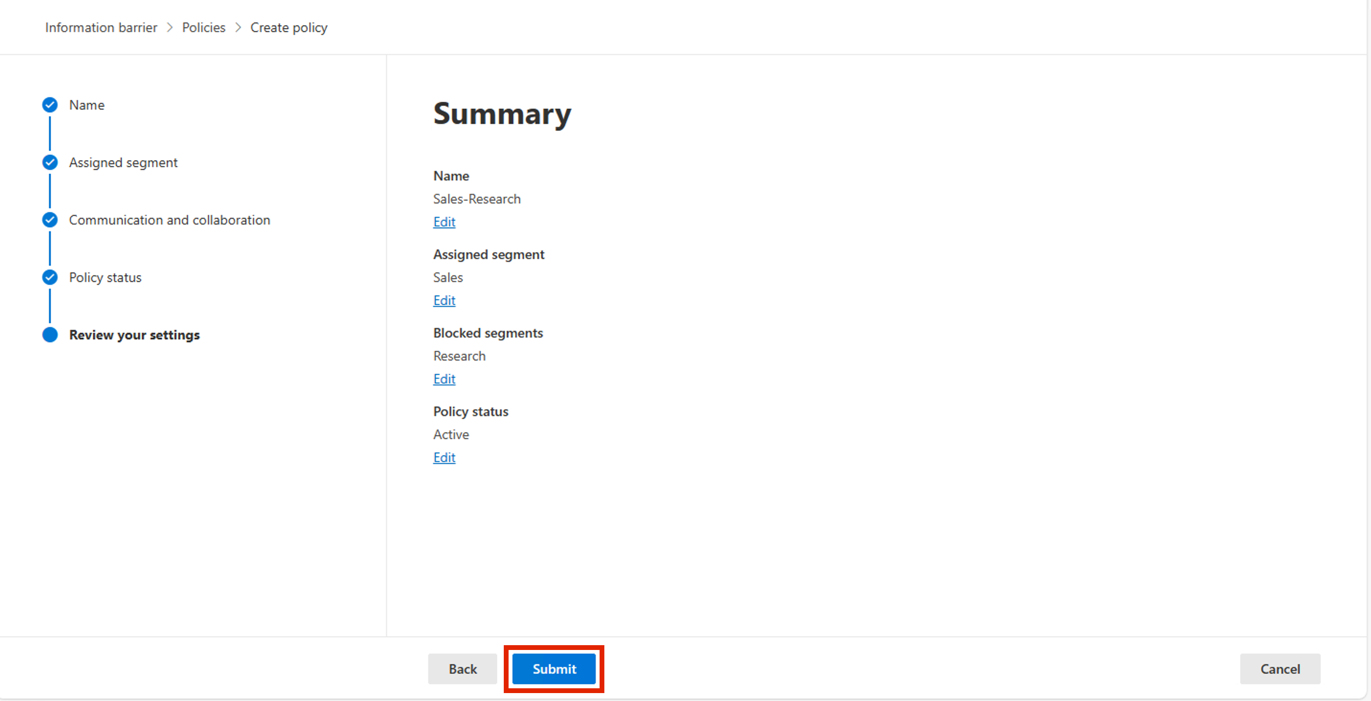 Information barrier > Policies > Create policy
Name
Assigned segment
Communication and collaboration
Policy status
Review your settings
Summary
Name
Sales-Research
Edit
Assigned segment
Sales
Edit
Blocked segments
Research
Edit
Policy status
Active
Edit
Back
Submit
Cancel